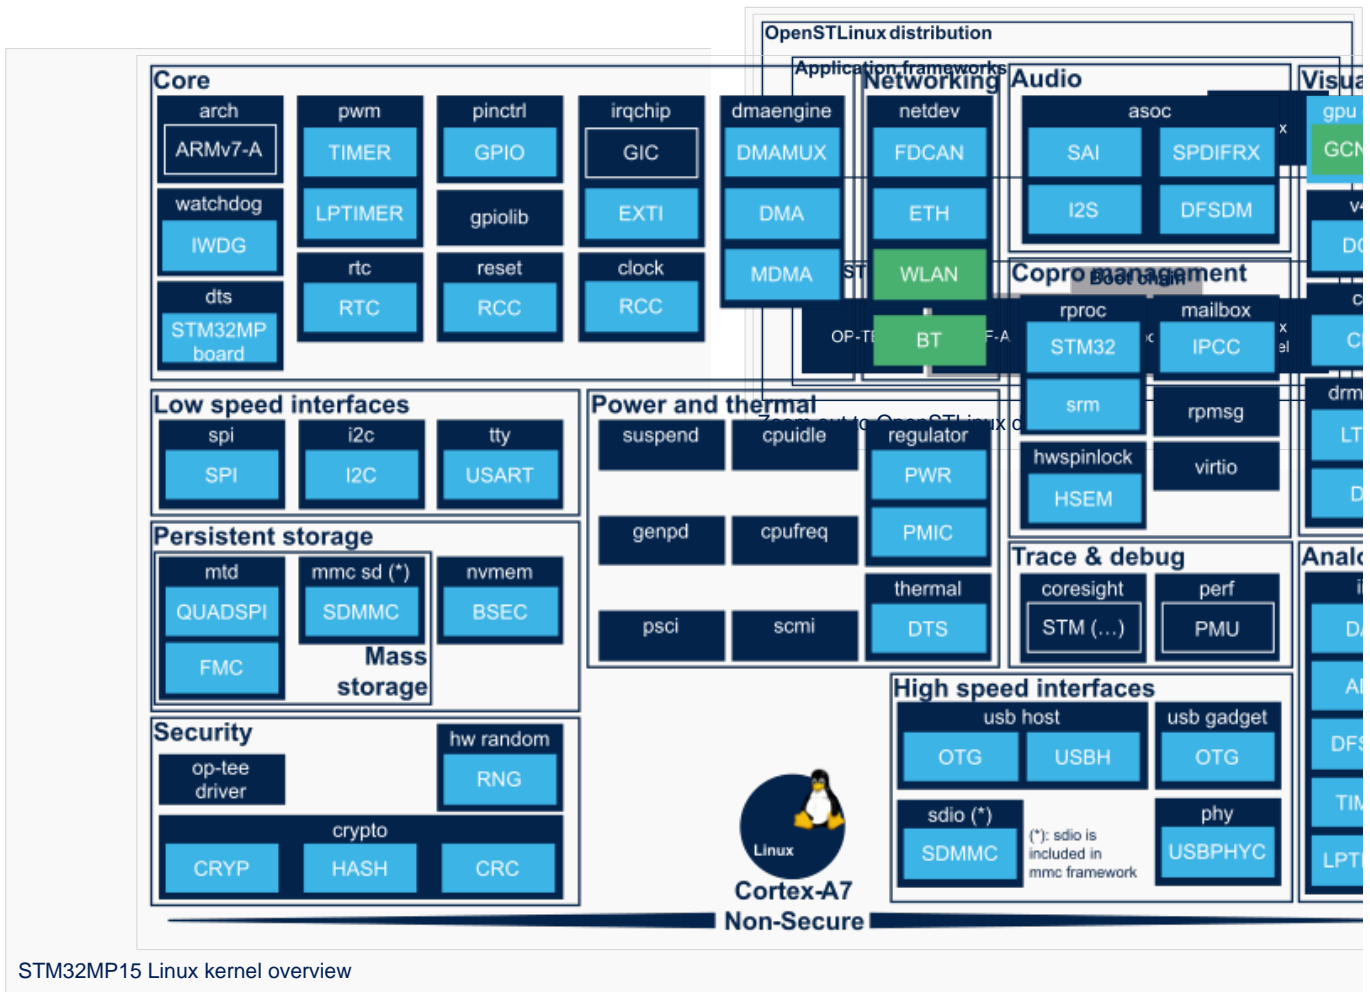 OpenSTLinux distribution
Application frameworks
Core
arch
ARMv7-A
watchdog
IWDG
dts
STM32MP
board
pwm
TIMER
LPTIMER
rtc
RTC
pinctrl
GPIO
gpiolib
reset
RCC
irqchip
GIC
EXTI
clock
RCC
dmaengine
DMAMUX
DMA
MDMA
Networking
netdev
FDCAN
ETH
WLAN
BT
Audio
asoc
SAI
SPDIFRX
I2S
DFSDM
gpu
Boot chain
Copro management
rproc
STM32
srm
hwspinlock
HSEM
mailbox
IPCC
rpmsg
virtio
Low speed interfaces
spi
SPI
i2c
I2C
tty
USART
Power and thermal
suspend
cpuidle
regulator
PWR
PMIC
genpd
cpufreq
thermal
DTS
psci
scmi
Zoom out to OpenSTLinux
Persistent storage
mtd
QUADSPI
FMC
mmc sd (*)
SDMMC
Mass
storage
nvmem
BSEC
Trace & debug
coresight
STM (...)
perf
PMU
Security
op-tee
driver
hw random
RNG
crypto
CRYP
HASH
CRC
High speed interfaces
usb host
OTG
USBH
usb gadget
OTG
sdio (*)
SDMMC
(*): sdio is
included in
mmc framework
phy
USBPHYC
Linux
Cortex-A7
Non-Secure
STM32MP15 Linux kernel overview